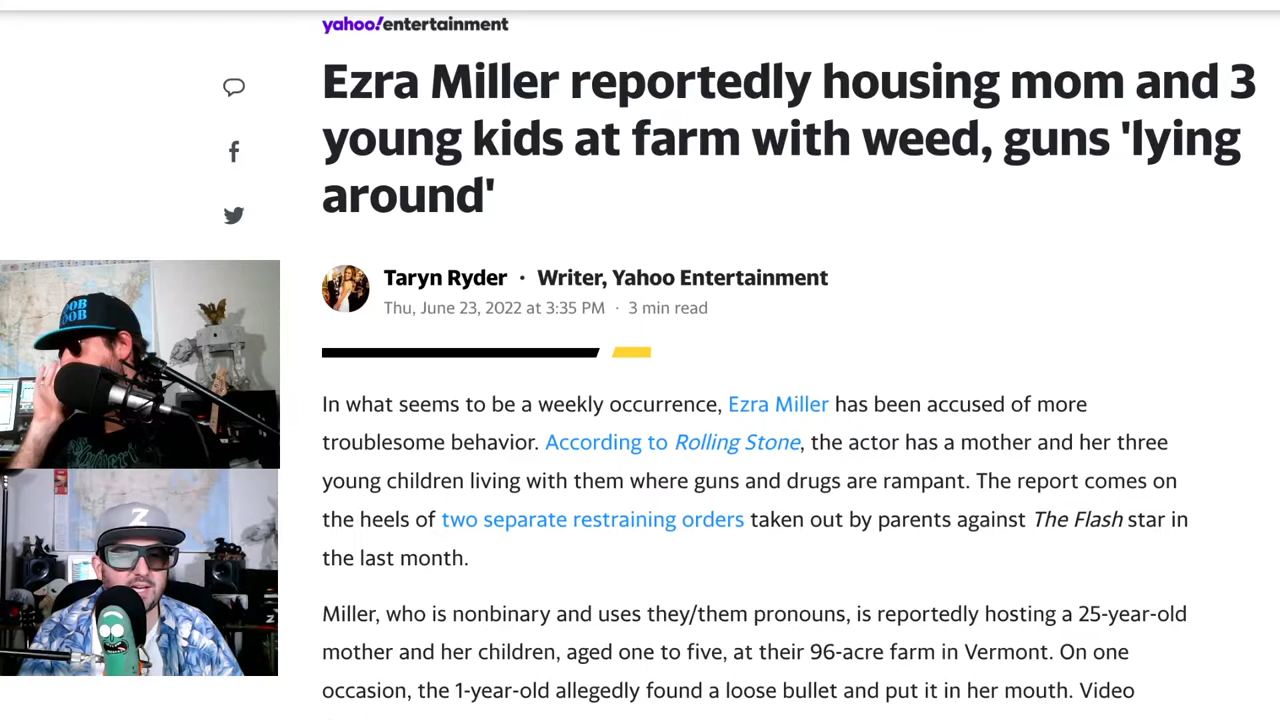 yahoo!entertainment
Ezra Miller reportedly housing mom and 3
young kids at farm with weed, guns 'lying
around'
Taryn Ryder · Writer, Yahoo Entertainment
Thu, June 23, 2022 at 3:35 PM · 3 min read
In what seems to be a weekly occurrence, Ezra Miller has been accused of more
troublesome behavior. According to Rolling Stone, the actor has a mother and her three
young children living with them where guns and drugs are rampant. The report comes on
the heels of two separate restraining orders taken out by parents against The Flash star in
the last month.
Miller, who is nonbinary and uses they/them pronouns, is reportedly hosting a 25-year-old
mother and her children, aged one to five, at their 96-acre farm in Vermont. On one
occasion, the 1-year-old allegedly found a loose bullet and put it in her mouth. Video
Z